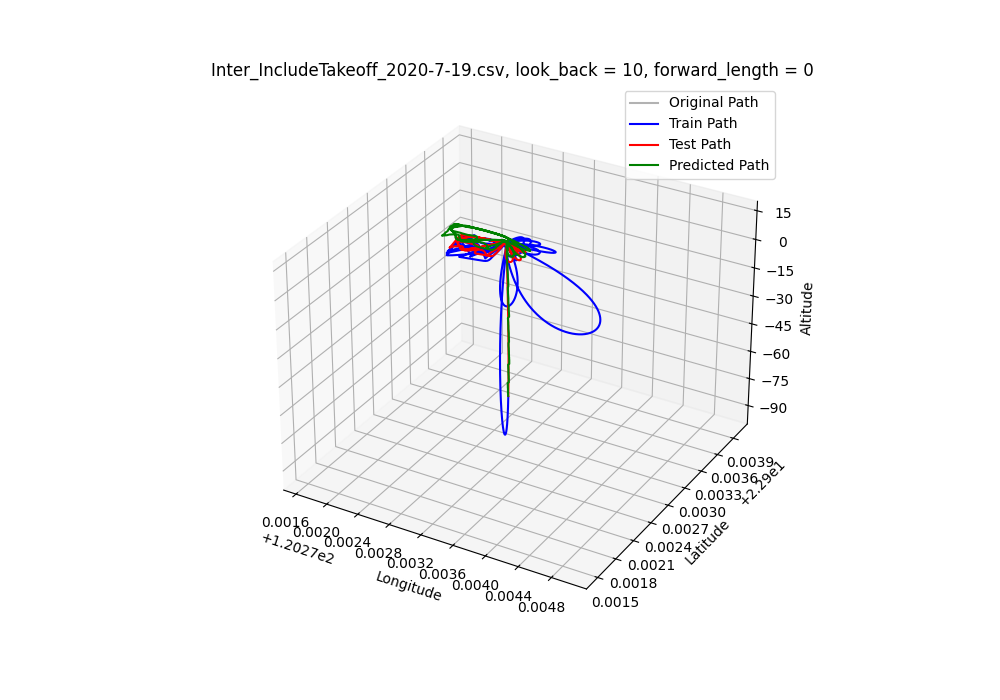 Inter_IncludeTakeoff_2020-7-19.csv, look_back = 10, forward_length = 0
Original Path
Train Path
Test Path
Predicted Path
15
0
−15
−30
−45
−60
−75
−90
Altitude
0.0039
0.0036
0.0033
0.0030
0.0027
0.0024
0.0021
0.0018
0.0015
+2.29e1
Latitude
0.0016
0.0020
0.0024
0.0028
0.0032
0.0036
0.0040
0.0044
0.0048
+1.2027e2
Longitude